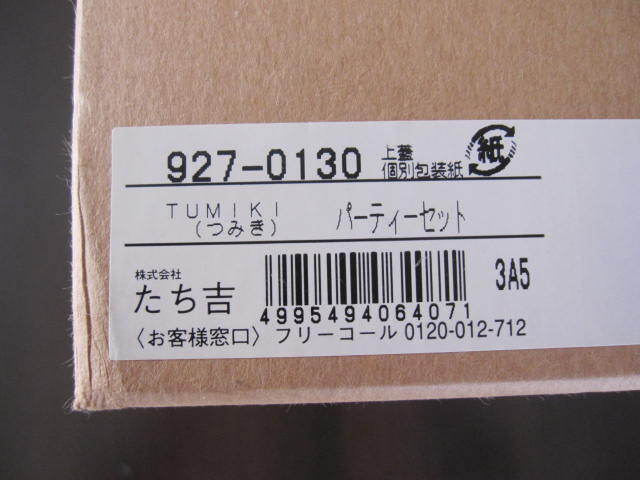 927-0130 上蓋 紙
個別包装紙
TUMIKI
(つみき) パーティーセット
株式会社
たち吉
3A5
4995494064071
〈お客様窓口〉フリーコール 0120-012-712